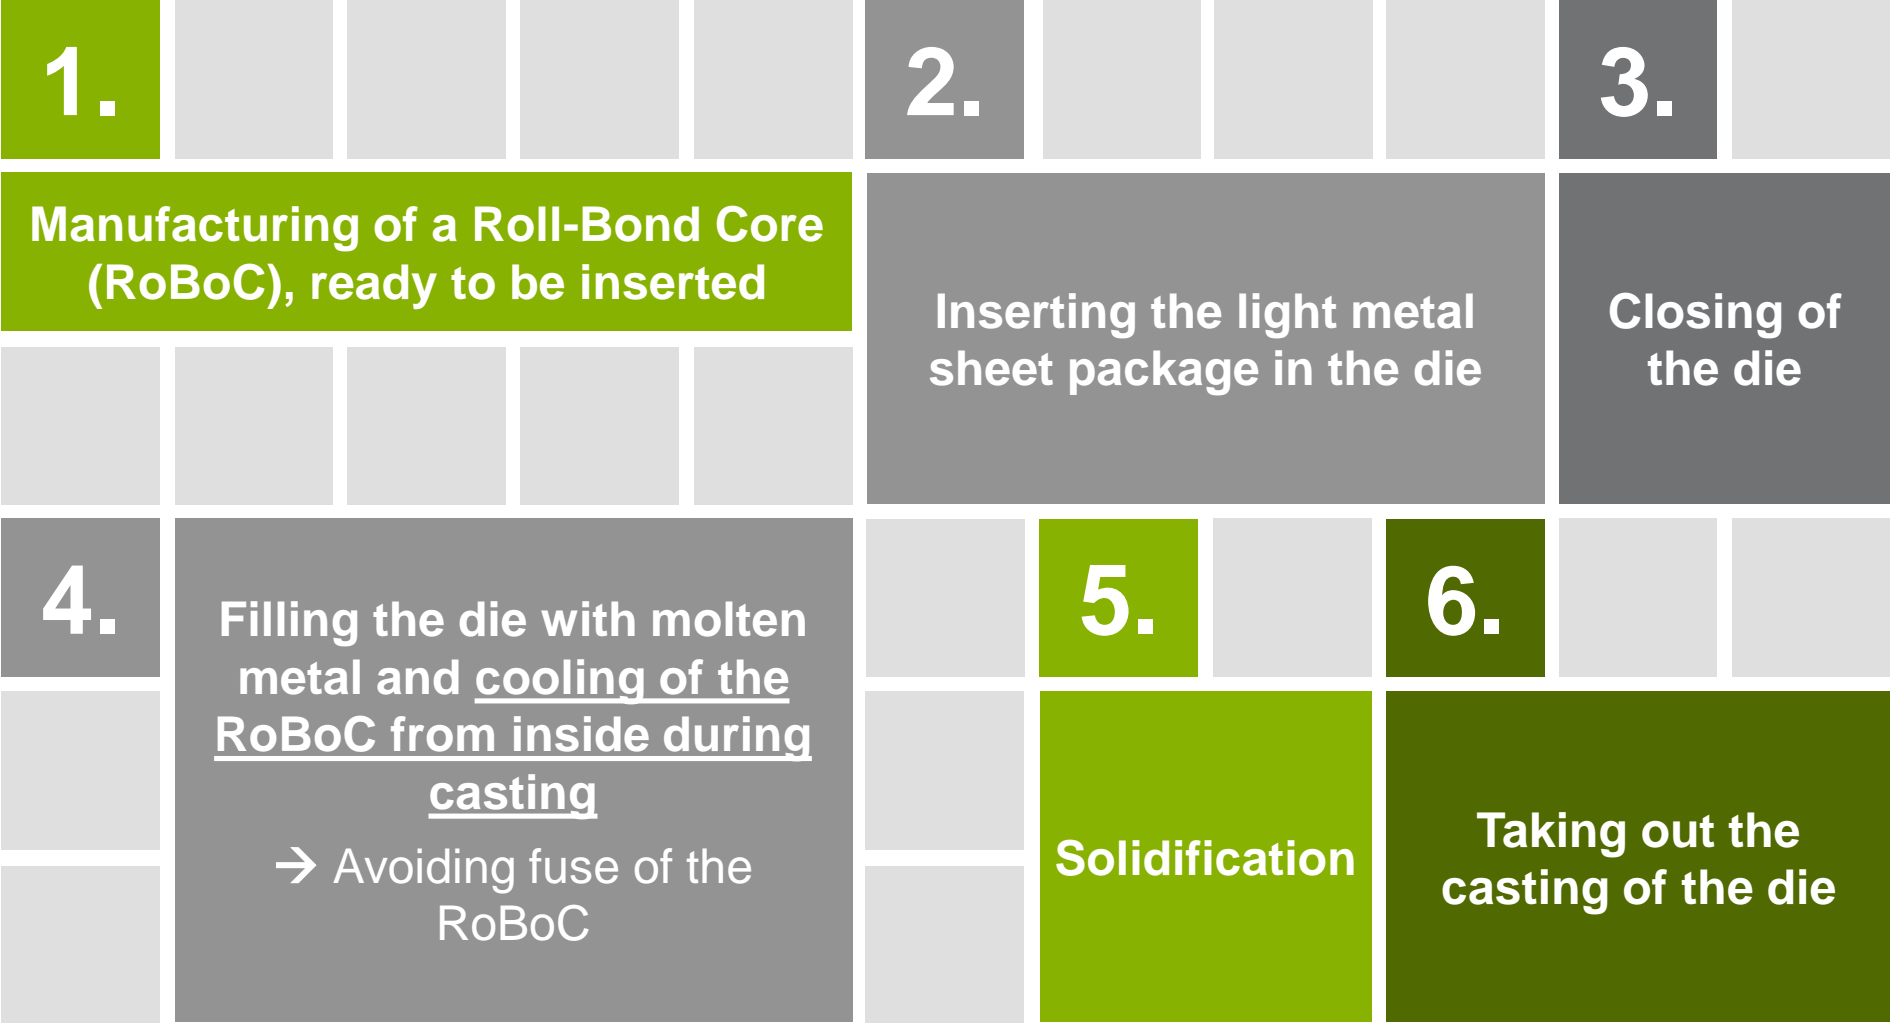 1.
Manufacturing of a Roll-Bond Core
(RoBoC), ready to be inserted
2.
Inserting the light metal
sheet package in the die
3.
Closing of
the die
4.
Filling the die with molten
metal and cooling of the
RoBoC from inside during
casting
→ Avoiding fuse of the
RoBoC
5.
Solidification
6.
Taking out the
casting of the die